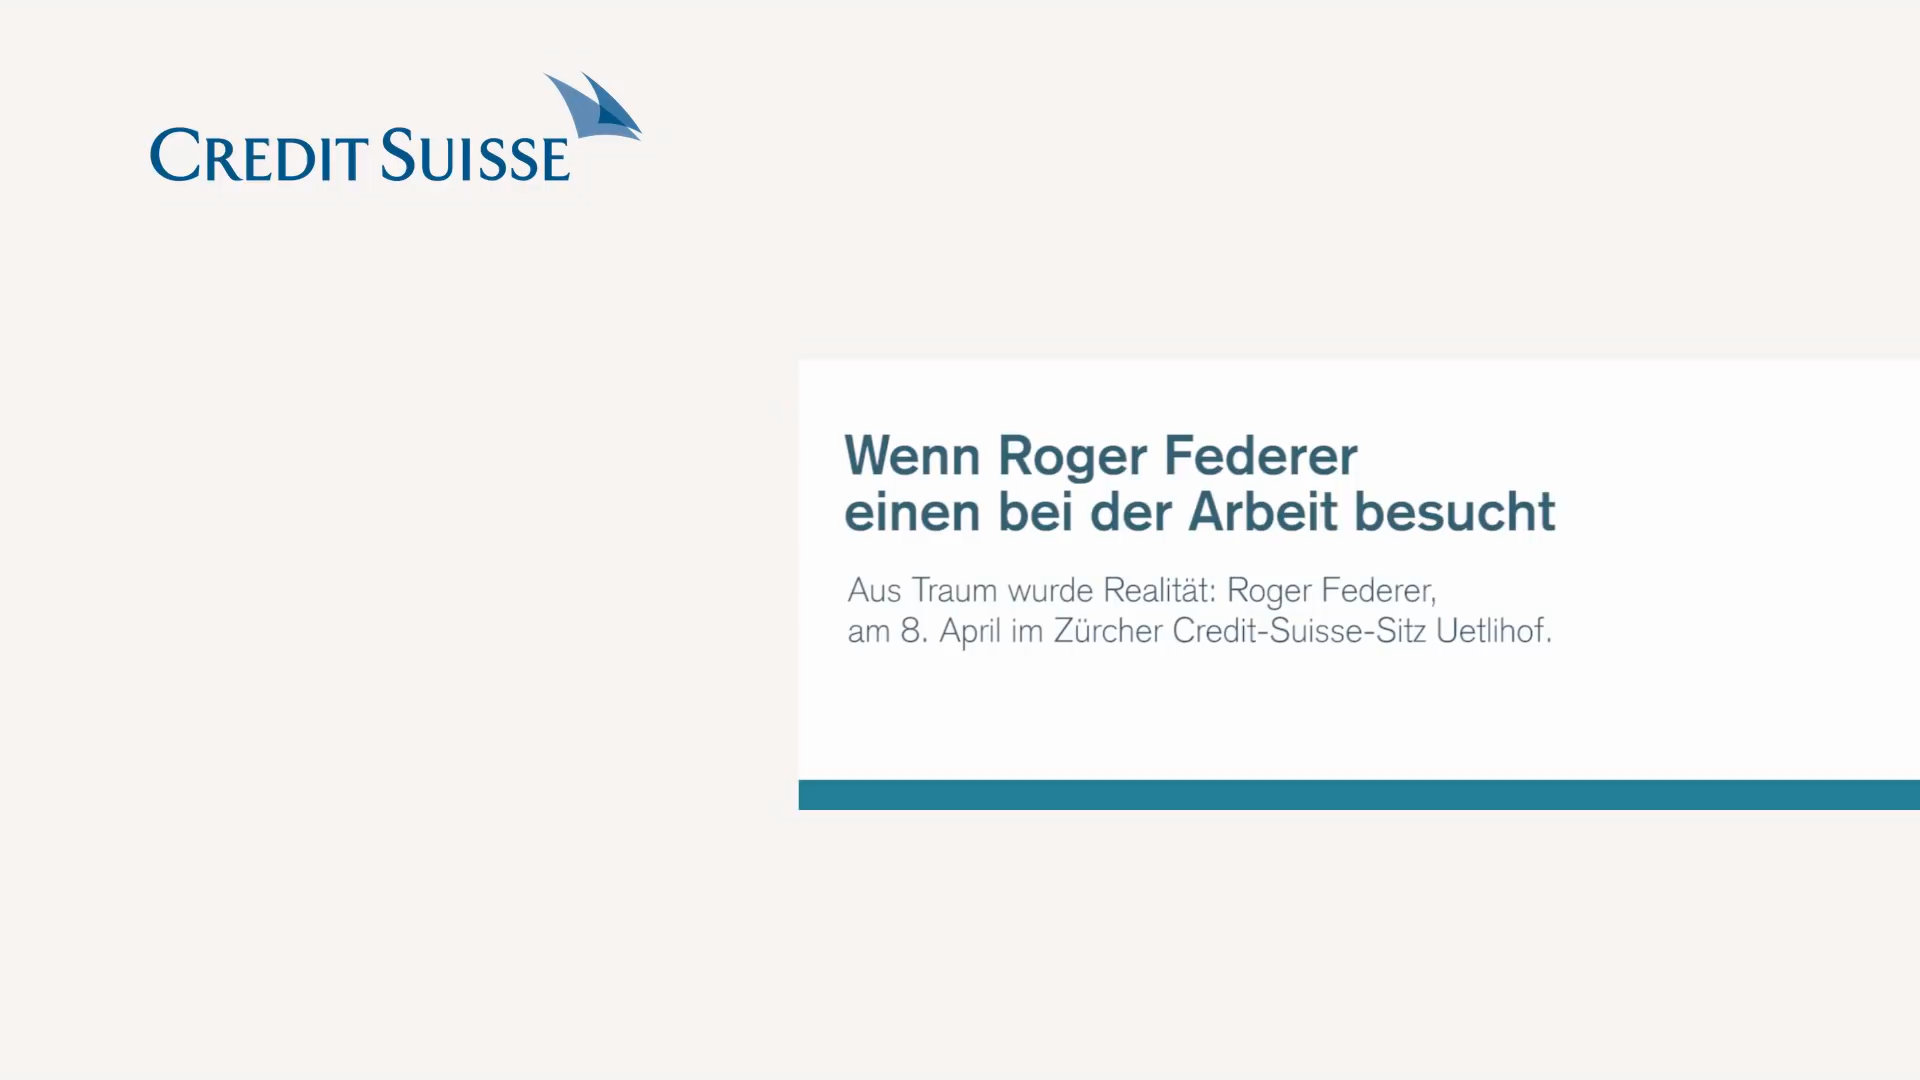 CREDIT SUISSE
Wenn Roger Federer
einen bei der Arbeit besucht
Aus Traum wurde Realität: Roger Federer,
am 8. April im Zürcher Credit-Suisse-Sitz Uetlihof.